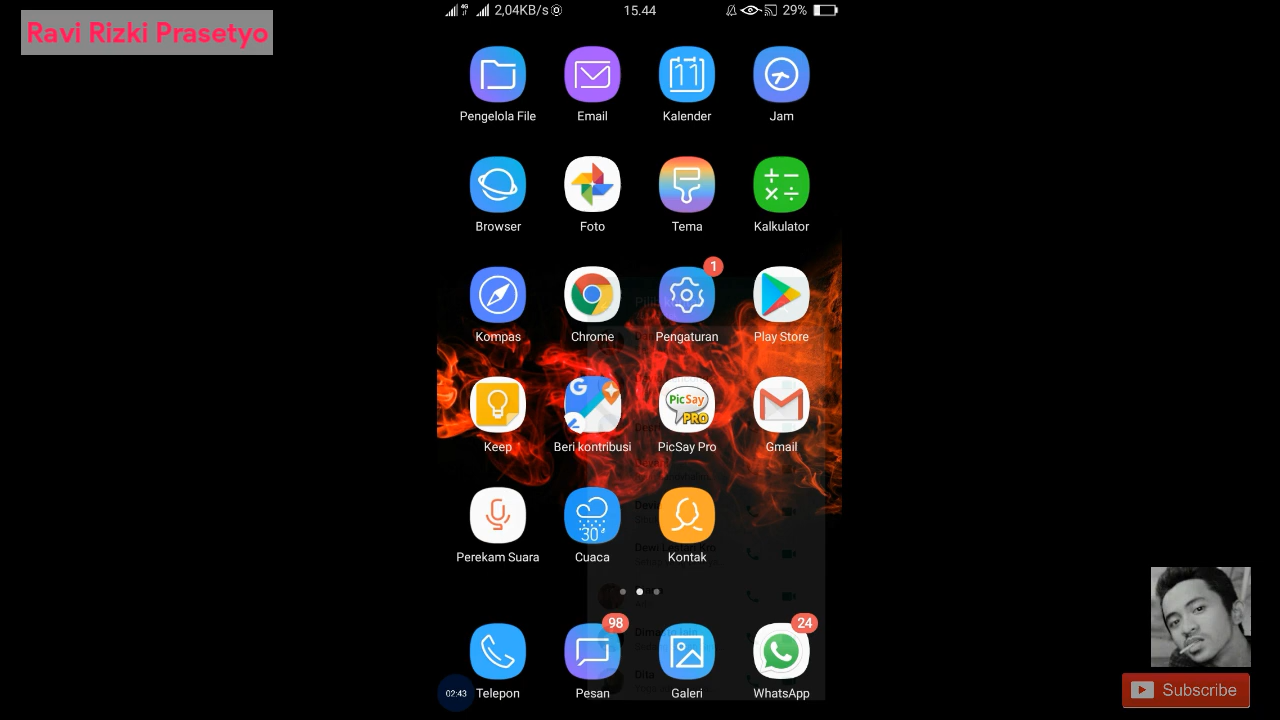 Ravi Rizki Prasetyo
2,04KB/s 15.44 29%
11
Pengelola File Email Kalender Jam
Browser Foto Tema Kalkulator
1
Kompas Chrome Pengaturan Play Store
G
PicSay
PRO
Keep Beri kontribusi PicSay Pro Gmail
30°
Perekam Suara Cuaca Kontak
98 24
02:43 Telepon Pesan Galeri WhatsApp
Subscribe